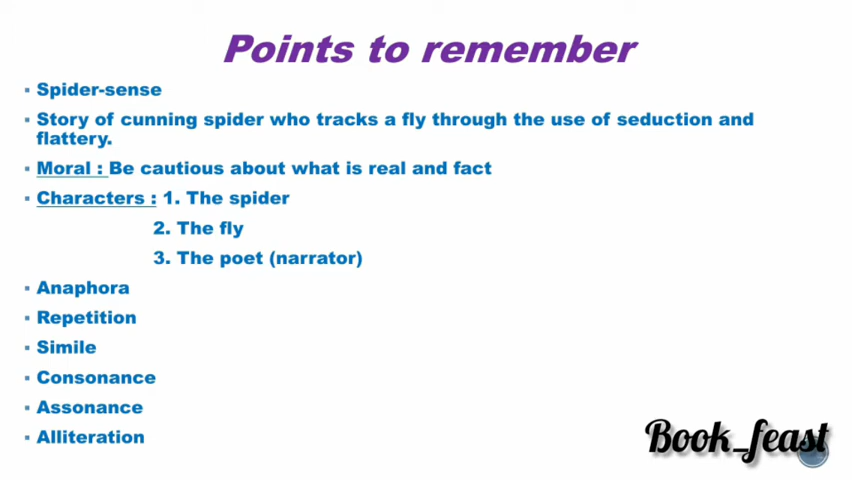 Points to remember
Spider-sense
Story of cunning spider who tracks a fly through the use of seduction and
flattery.
Moral : Be cautious about what is real and fact
Characters : 1. The spider
2. The fly
3. The poet (narrator)
Anaphora
Repetition
Simile
Consonance
Assonance
Alliteration
Book_feast